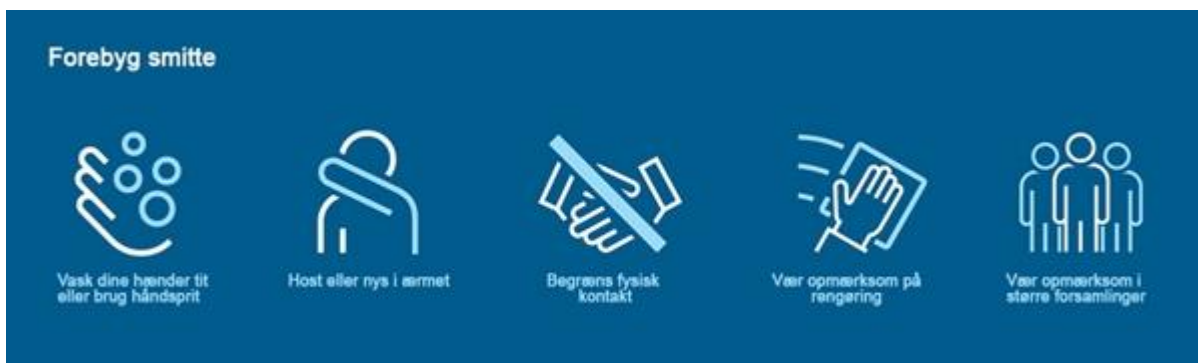 Forebyg smitte
Vask dine hænder tit
eller brug håndsprit
Host eller nys i ærmet
Begræns fysisk
kontakt
Vær opmærksom på
rengøring
Vær opmærksom i
større forsamlinger